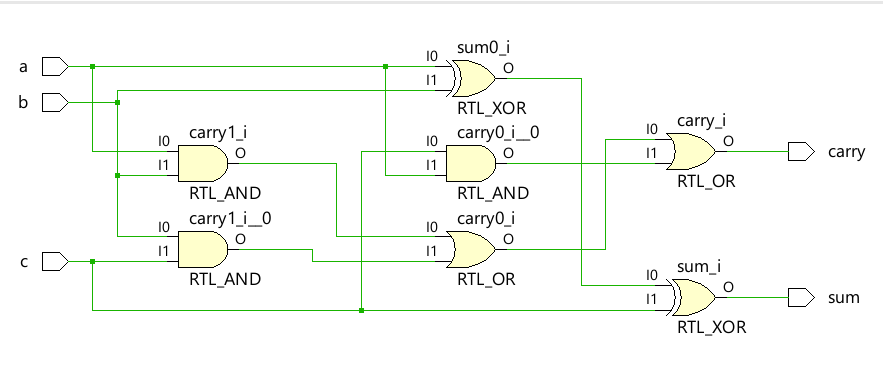 sum0_i
a
I0
I1
O
b
RTL_XOR
carry1_i
I0
I1
O
RTL_AND
carry0_i__0
I0
I1
O
RTL_AND
carry_i
I0
I1
O
RTL_OR
carry
carry1_i__0
I0
I1
O
RTL_AND
carry0_i
I0
I1
O
RTL_OR
c
sum_i
I0
I1
O
RTL_XOR
sum